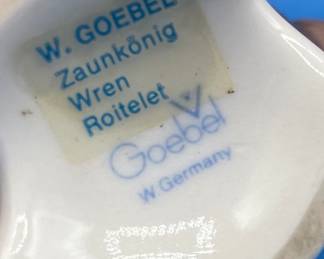 W. GOEBEL
Zaunkönig
Wren
Roitelet
Goebel
W Germany